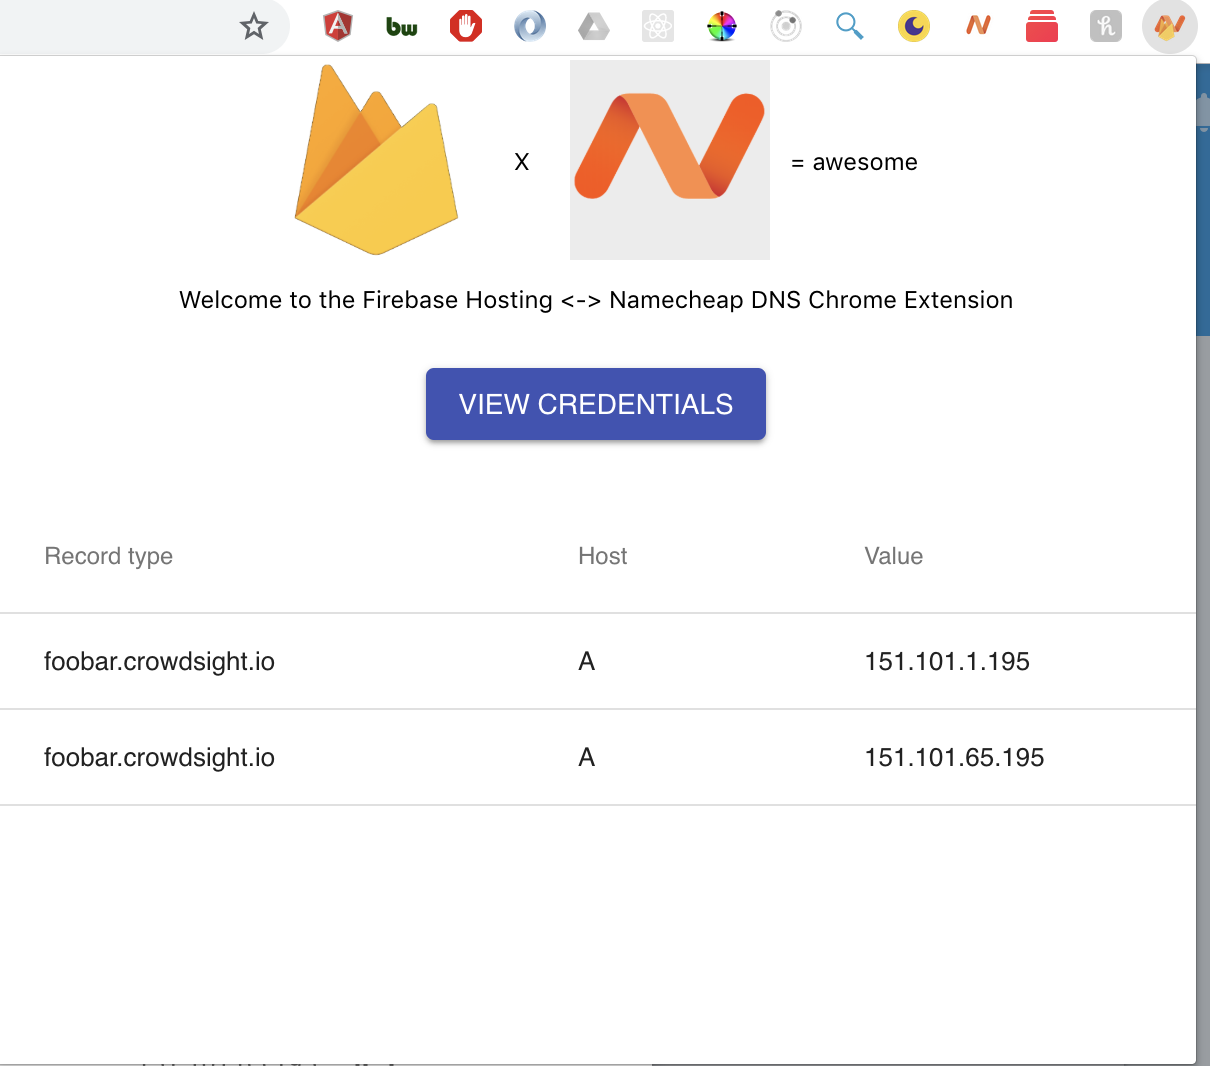 bw
h
X
= awesome
Welcome to the Firebase Hosting <-> Namecheap DNS Chrome Extension
VIEW CREDENTIALS
Record type Host Value
foobar.crowdsight.io A 151.101.1.195
foobar.crowdsight.io A 151.101.65.195